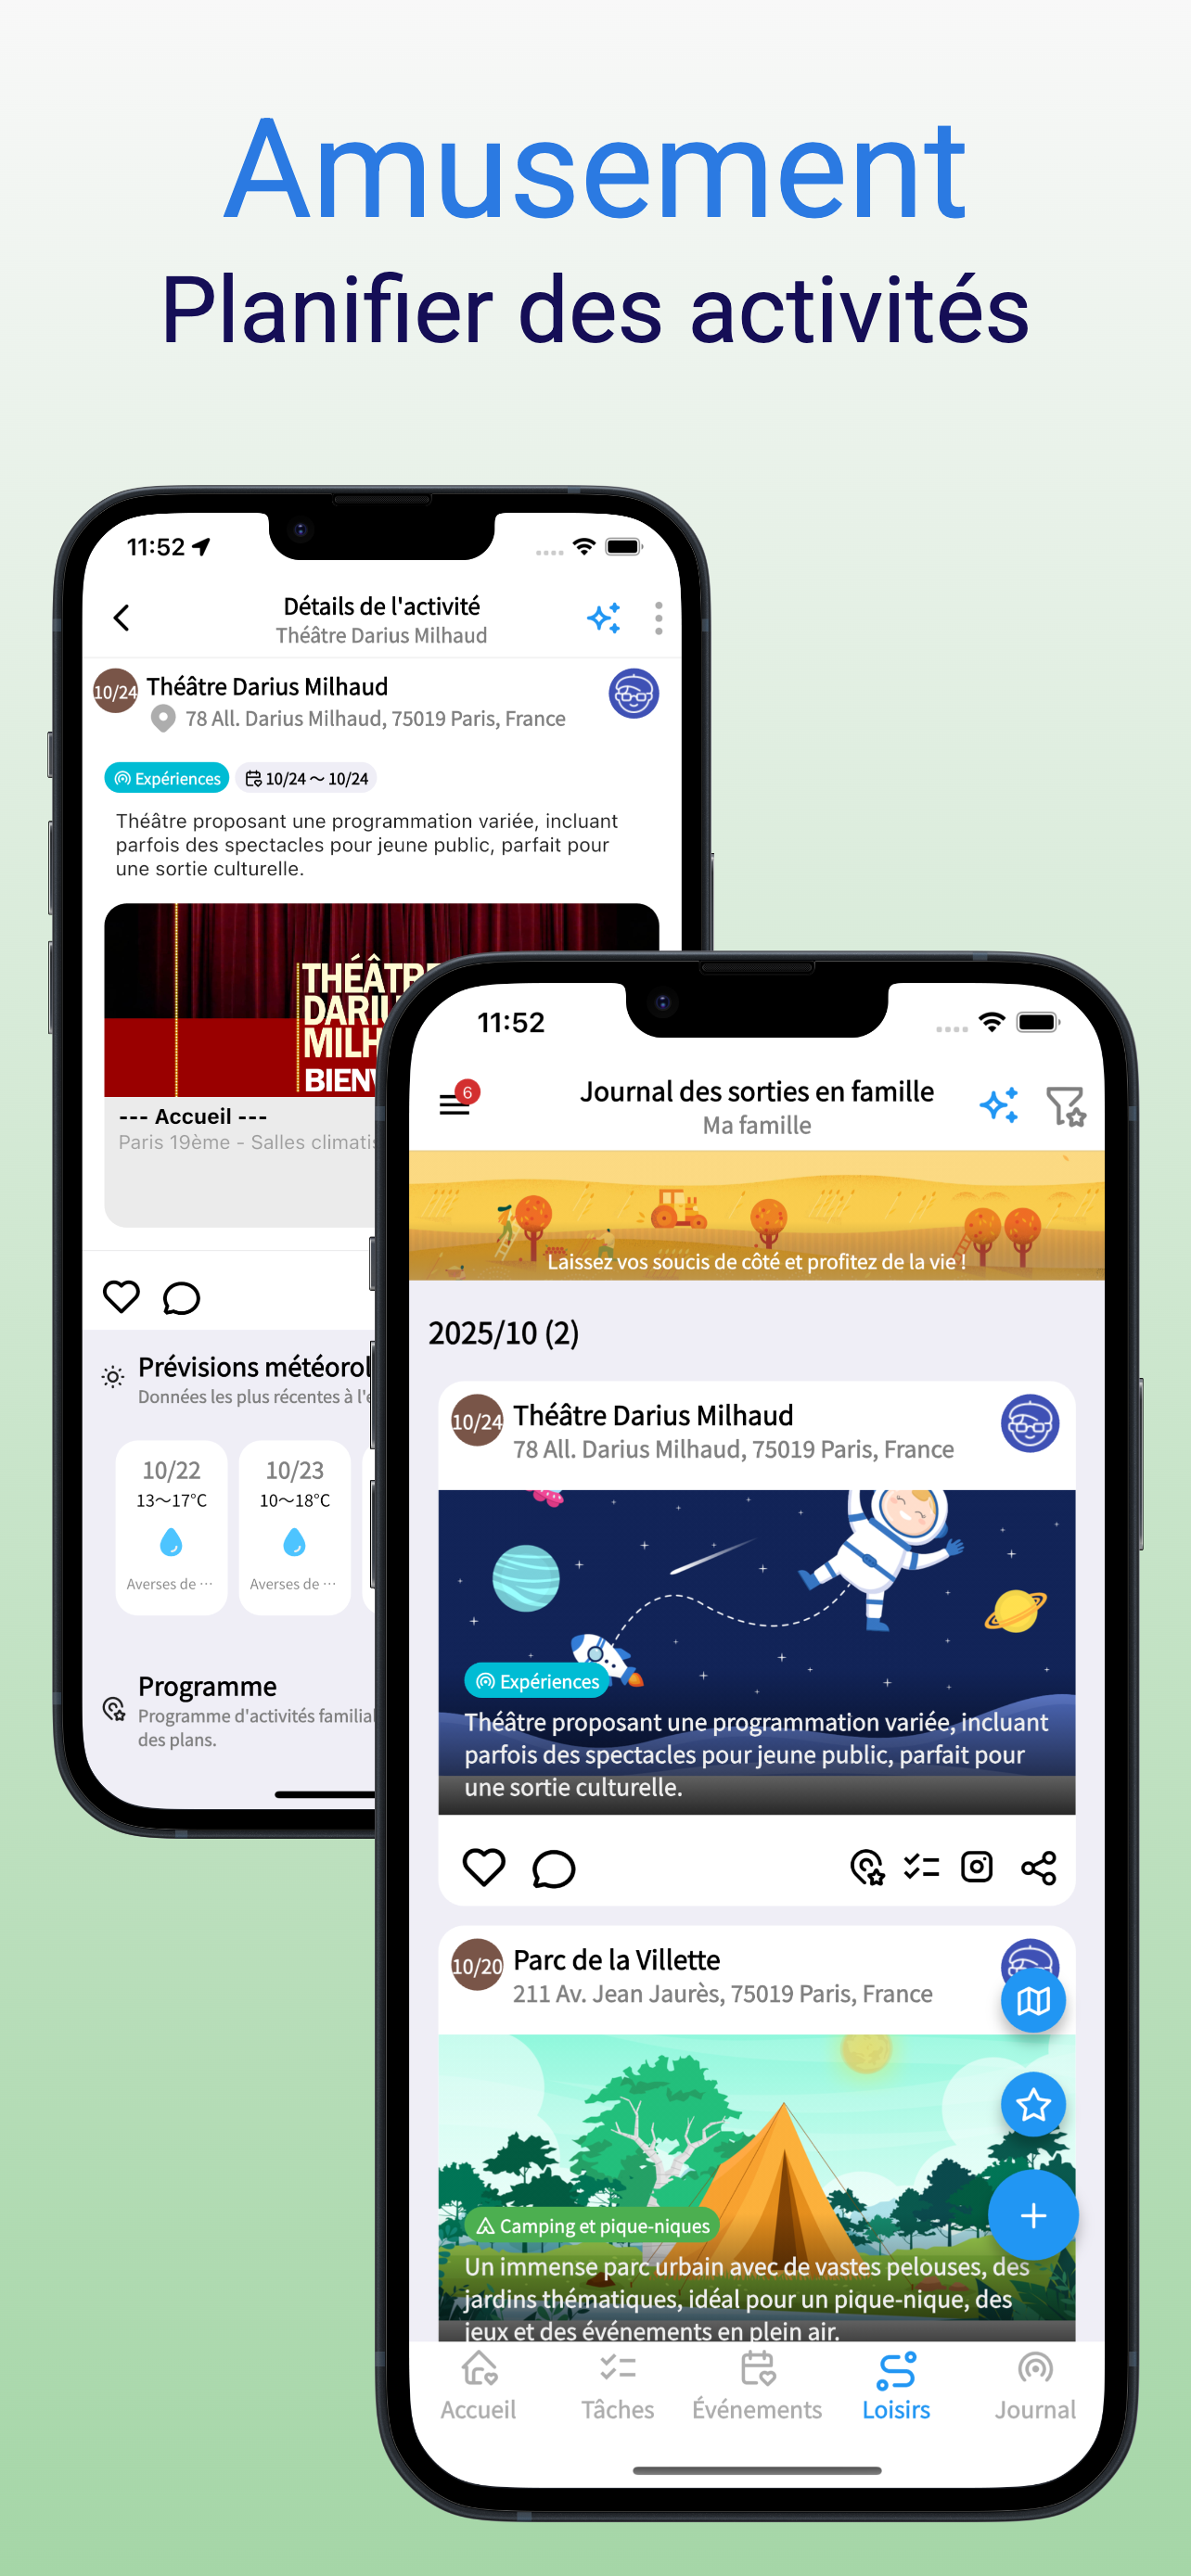 Amusement
Planifier des activités
11:52
Détails de l'activité
Théâtre Darius Milhaud
10/24
Théâtre Darius Milhaud
78 All. Darius Milhaud, 75019 Paris, France
Expériences
10/24 ～ 10/24
Théâtre proposant une programmation variée, incluant
parfois des spectacles pour jeune public, parfait pour
une sortie culturelle.
THÉÂTR
DARIU
MILH
BIEN
--- Accueil ---
Paris 19ème - Salles climatis
Prévisions météorol
Données les plus récentes à l'
10/22
13～17°C
Averses de ···
10/23
10～18°C
Averses de ···
Programme
Programme d'activités familial
des plans.
11:52
6
Journal des sorties en famille
Ma famille
Laissez vos soucis de côté et profitez de la vie !
2025/10 (2)
10/24
Théâtre Darius Milhaud
78 All. Darius Milhaud, 75019 Paris, France
Expériences
Théâtre proposant une programmation variée, incluant
parfois des spectacles pour jeune public, parfait pour
une sortie culturelle.
10/20
Parc de la Villette
211 Av. Jean Jaurès, 75019 Paris, France
Camping et pique-niques
Un immense parc urbain avec de vastes pelouses, des
jardins thématiques, idéal pour un pique-nique, des
jeux et des événements en plein air.
Accueil
Tâches
Événements
Loisirs
Journal